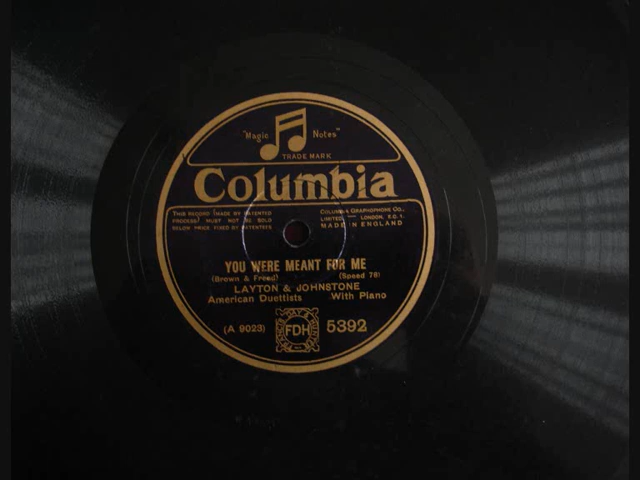 "Magic Notes"
TRADE MARK
Columbia
THIS RECORD (MADE BY PATENTED
PROCESS) MUST NOT BE SOLD
BELOW PRICE FIXED BY PATENTEES
COLUMBIA GRAPHOPHONE CO.,
LIMITED. LONDON, E.C. 1.
MADE IN ENGLAND
YOU WERE MEANT FOR ME
(Brown & Freed) (Speed 78)
LAYTON & JOHNSTONE
American Duettists With Piano
(A 9023) FDH 5392